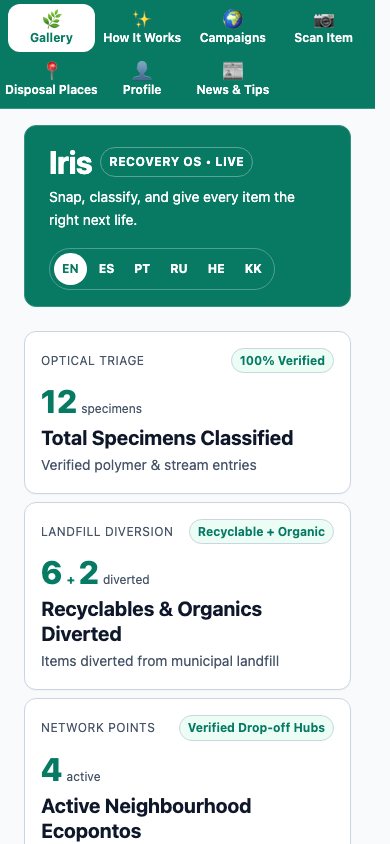 Gallery
How It Works
Campaigns
Scan Item
Disposal Places
Profile
News & Tips
Iris
RECOVERY OS • LIVE
Snap, classify, and give every item the
right next life.
EN ES PT RU HE KK
OPTICAL TRIAGE
100% Verified
12 specimens
Total Specimens Classified
Verified polymer & stream entries
LANDFILL DIVERSION
Recyclable + Organic
6 + 2 diverted
Recyclables & Organics
Diverted
Items diverted from municipal landfill
NETWORK POINTS
Verified Drop-off Hubs
4 active
Active Neighbourhood
Ecopontos